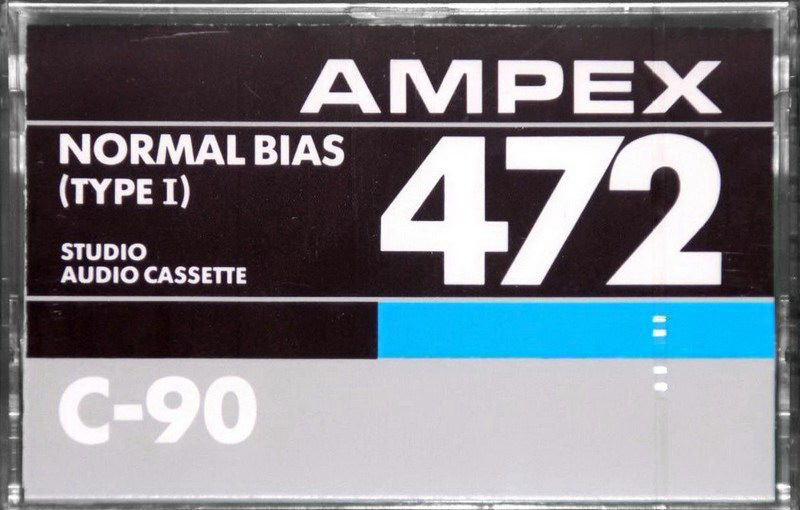 AMPEX
NORMAL BIAS
(TYPE I)
472
STUDIO
AUDIO CASSETTE
C-90